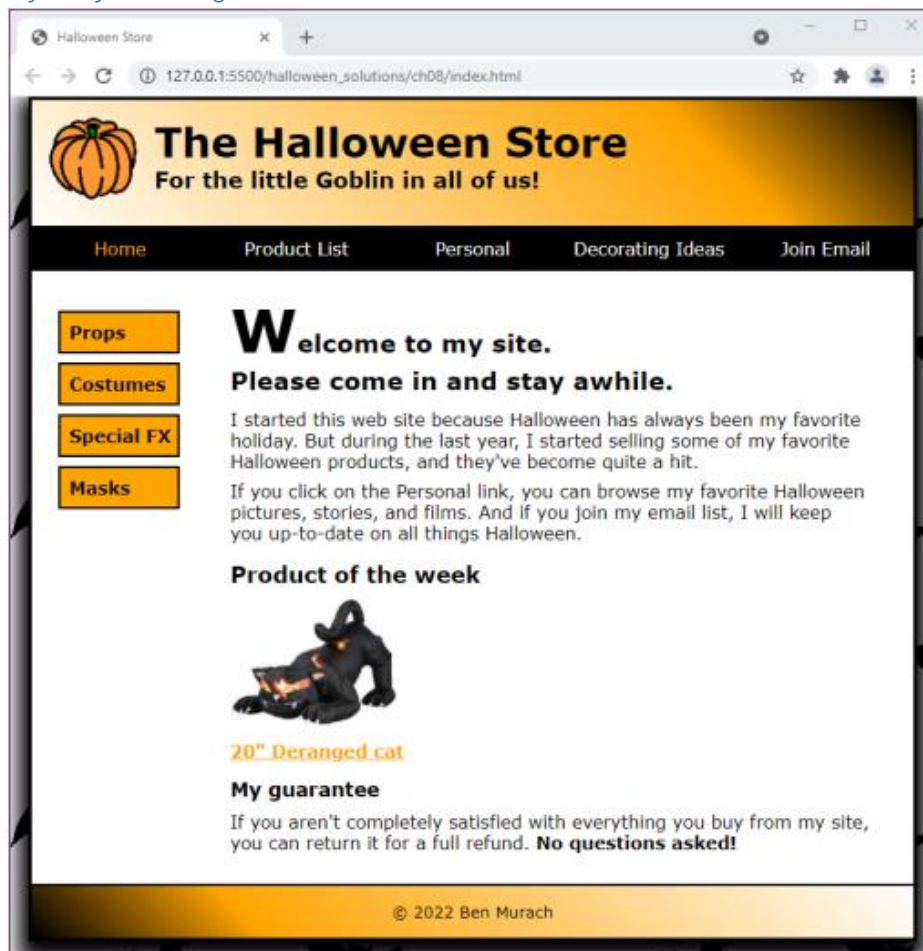 Halloween Store
127.0.0.1:5500/halloween_solutions/ch08/index.html
The Halloween Store
For the little Goblin in all of us!
Home Product List Personal Decorating Ideas Join Email
Props
Costumes
Special FX
Masks
Welcome to my site.
Please come in and stay awhile.
I started this web site because Halloween has always been my favorite
holiday. But during the last year, I started selling some of my favorite
Halloween products, and they've become quite a hit.
If you click on the Personal link, you can browse my favorite Halloween
pictures, stories, and films. And if you join my email list, I will keep
you up-to-date on all things Halloween.
Product of the week
20" Deranged cat
My guarantee
If you aren't completely satisfied with everything you buy from my site,
you can return it for a full refund. No questions asked!
© 2022 Ben Murach